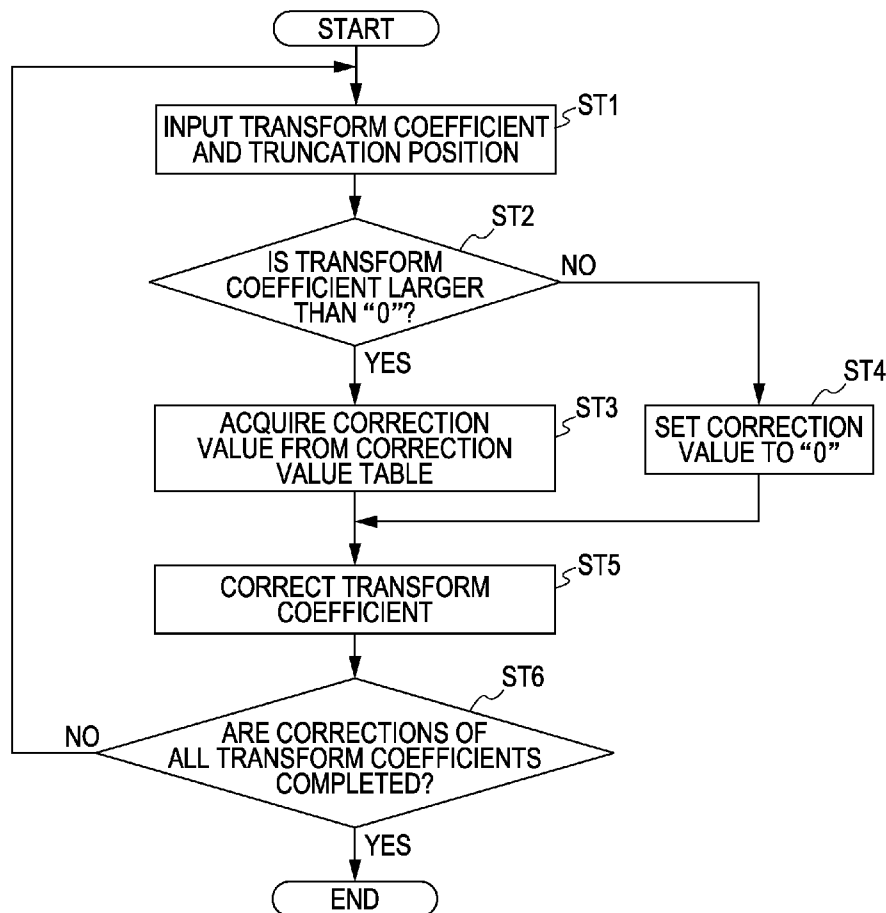 START
ST1
INPUT TRANSFORM COEFFICIENT
AND TRUNCATION POSITION
ST2
IS TRANSFORM
COEFFICIENT LARGER
THAN “0”?
NO
YES
ST3
ACQUIRE CORRECTION
VALUE FROM CORRECTION
VALUE TABLE
ST4
SET CORRECTION
VALUE TO “0”
ST5
CORRECT TRANSFORM
COEFFICIENT
ST6
ARE CORRECTIONS OF
ALL TRANSFORM COEFFICIENTS
COMPLETED?
NO
YES
END